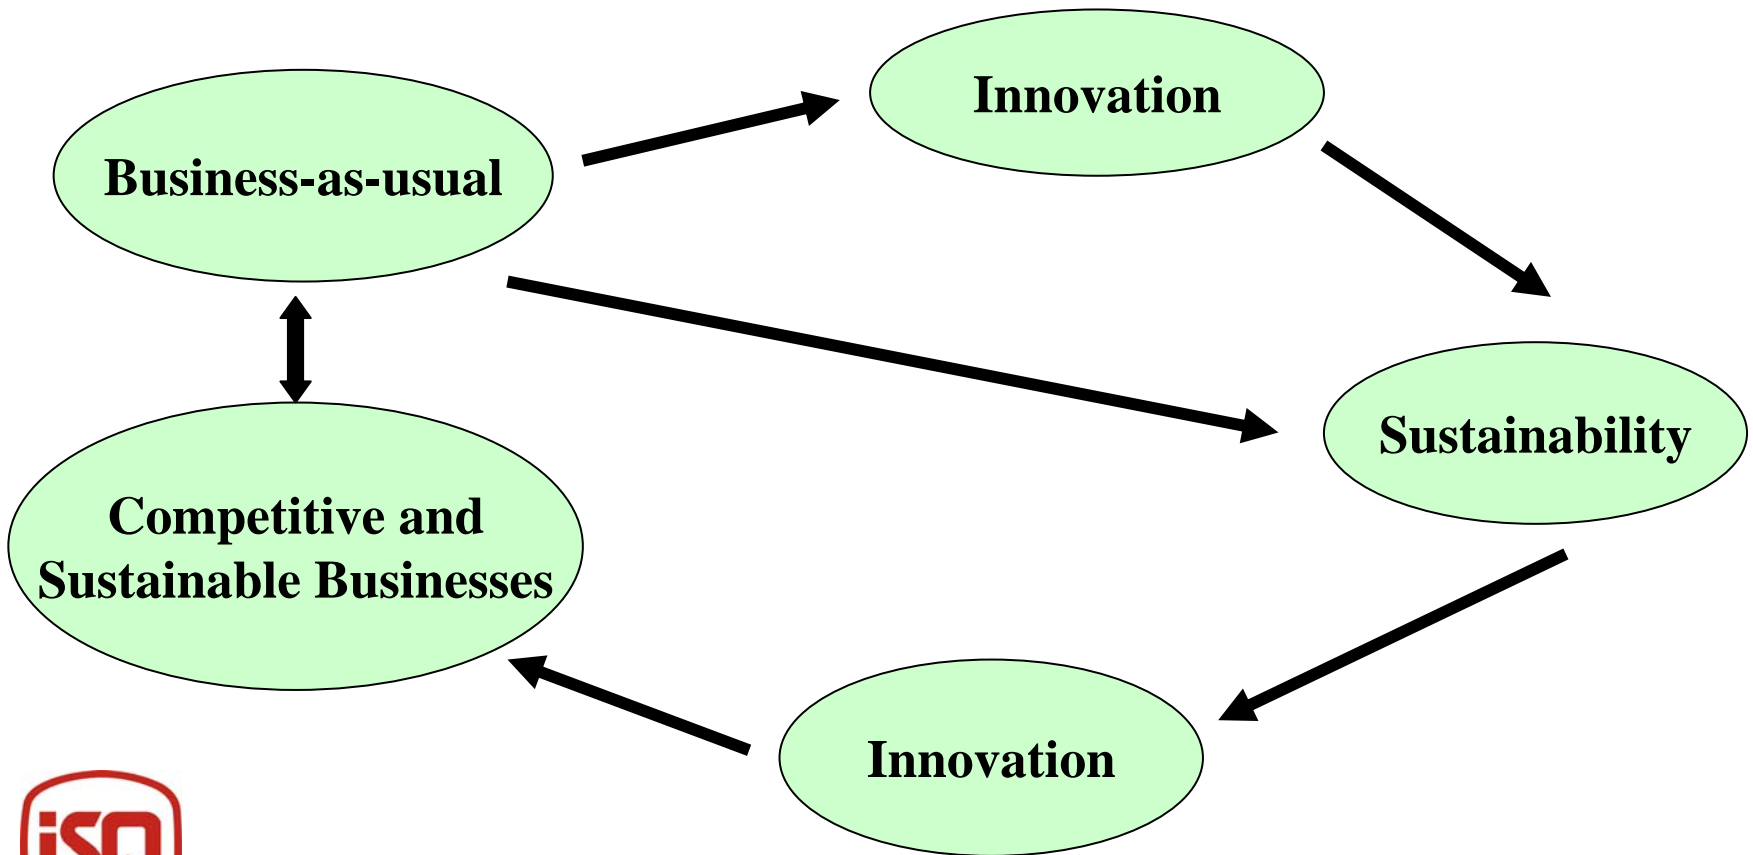 Innovation
Business-as-usual
Sustainability
Competitive and
Sustainable Businesses
Innovation